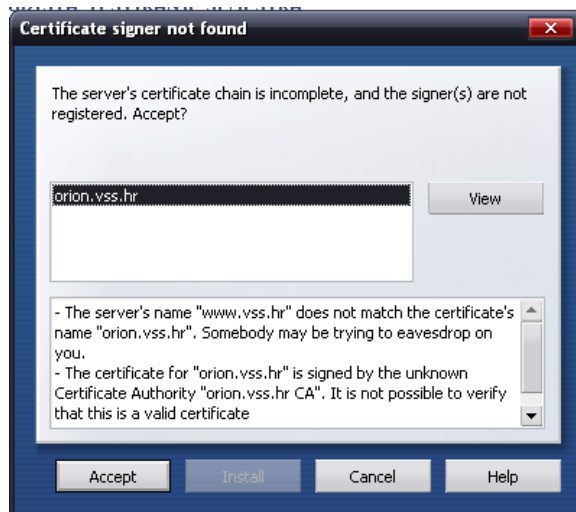 Certificate signer not found
The server's certificate chain is incomplete, and the signer(s) are not
registered. Accept?
orion.vss.hr
View
- The server's name "www.vss.hr" does not match the certificate's
name "orion.vss.hr". Somebody may be trying to eavesdrop on
you.
- The certificate for "orion.vss.hr" is signed by the unknown
Certificate Authority "orion.vss.hr CA". It is not possible to verify
that this is a valid certificate
Accept
Install
Cancel
Help